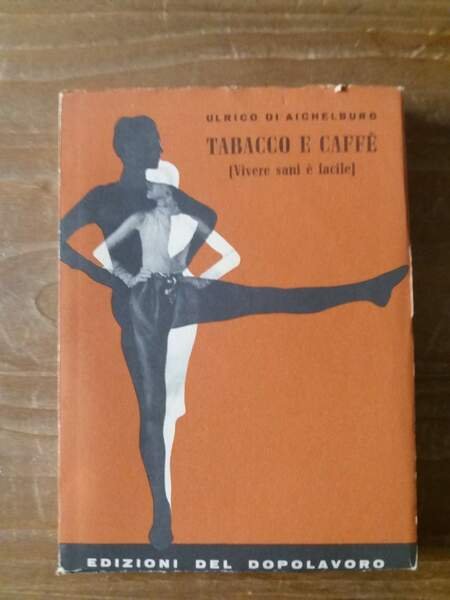 ULRICO DI AICHELBURG
TABACCO E CAFFÈ
[Vivere sani è facile]
EDIZIONI DEL DOPOLAVORO